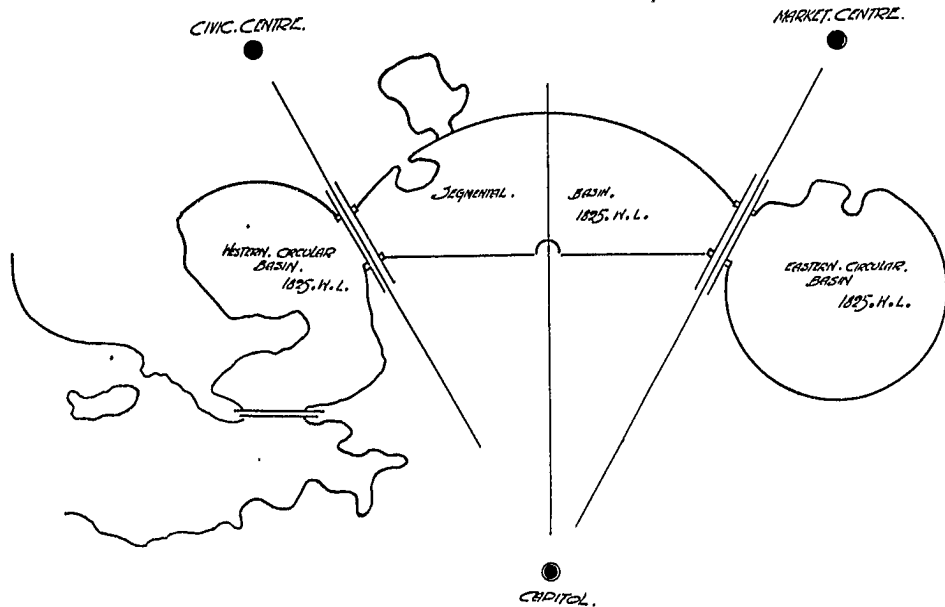 CIVIC. CENTRE.
MARKET. CENTRE.
SEGMENTAL. BASIN.
1825. W. L.
WESTERN. CIRCULAR
BASIN.
1825. W. L.
EASTERN. CIRCULAR.
BASIN
1825. W. L.
CAPITOL.